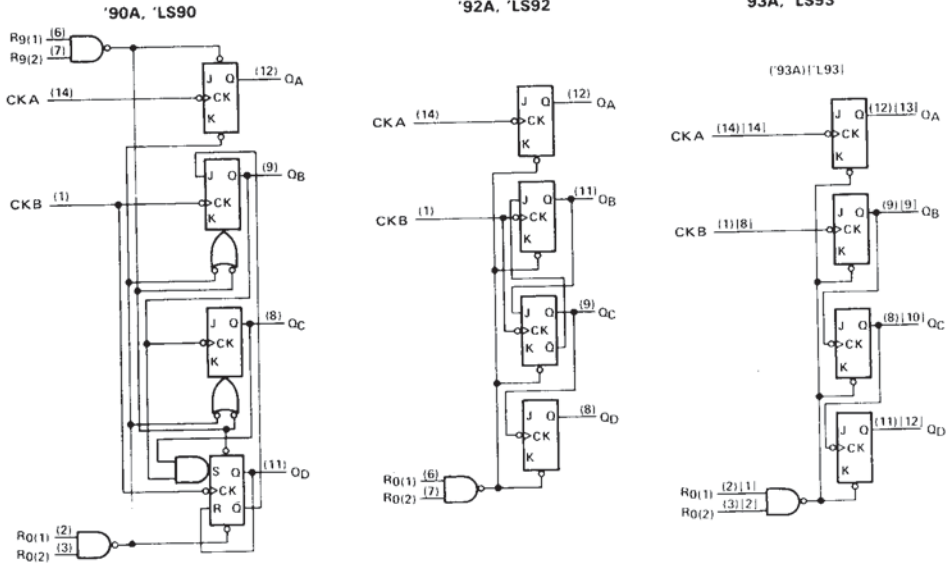 '90A, 'LS90
R9(1) (6)
R9(2) (7)
J Q (12) QA
CKA (14) CK
K
J Q (9) QB
CKB (1) CK
K
J Q (8) QC
CK
K
S Q (11) QD
CK
R Q̄
R0(1) (2)
R0(2) (3)
'92A, 'LS92
J Q (12) QA
CKA (14) CK
K
J Q (11) QB
CKB (1) CK
K
J Q (9) QC
CK
K Q̄
J Q (8) QD
CK
K
R0(1) (6)
R0(2) (7)
'93A, 'LS93
('93A)['L93]
J Q (12)[13] QA
CKA (14)[14] CK
K
J Q (9)[9] QB
CKB (1)[8] CK
K
J Q (8)[10] QC
CK
K
J Q (11)[12] QD
CK
K
R0(1) (2)[1]
R0(2) (3)[2]